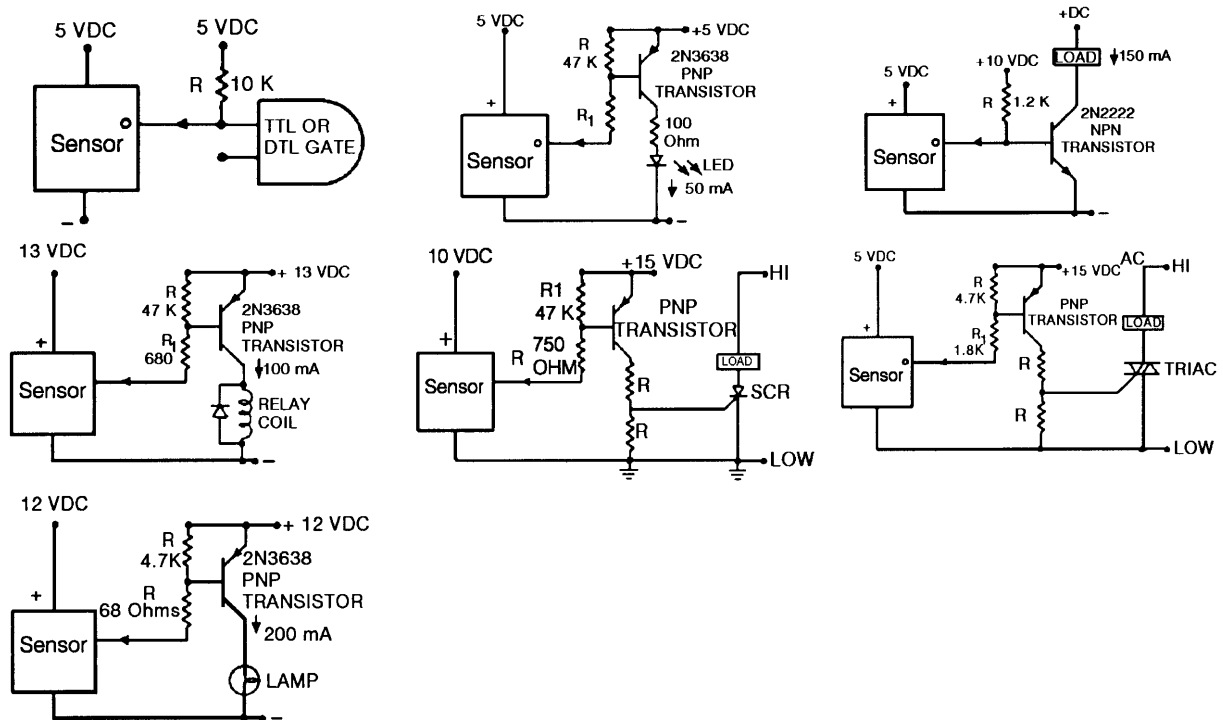 5 VDC
5 VDC
R
10 K
Sensor
TTL OR
DTL GATE
–
5 VDC
+5 VDC
R
47 K
2N3638
PNP
TRANSISTOR
+
R1
100
Ohm
Sensor
LED
50 mA
–
+DC
LOAD
150 mA
+10 VDC
5 VDC
R
1.2 K
+
2N2222
NPN
TRANSISTOR
Sensor
–
13 VDC
+ 13 VDC
R
47 K
2N3638
PNP
TRANSISTOR
+
R1
680
100 mA
Sensor
RELAY
COIL
–
10 VDC
+15 VDC
HI
R1
47 K
PNP
TRANSISTOR
+
750
OHM
R
LOAD
Sensor
R
SCR
R
LOW
5 VDC
+15 VDC
AC
HI
R
4.7K
PNP
TRANSISTOR
LOAD
+
R1
1.8K
Sensor
R
TRIAC
R
LOW
12 VDC
+ 12 VDC
R
4.7K
2N3638
PNP
TRANSISTOR
+
R
68 Ohms
200 mA
Sensor
LAMP
–